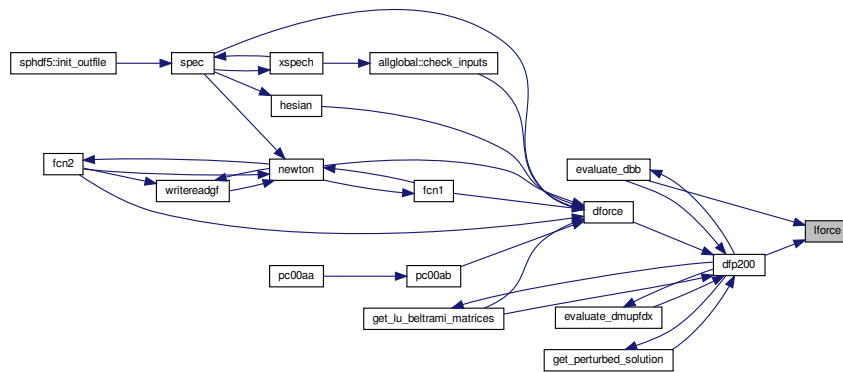 sphdf5::init_outfile
spec
xspech
allglobal::check_inputs
hesian
fcn2
newton
writereadgf
fcn1
evaluate_dbb
dforce
lforce
pc00aa
pc00ab
dfp200
get_lu_beltrami_matrices
evaluate_dmupfdx
get_perturbed_solution